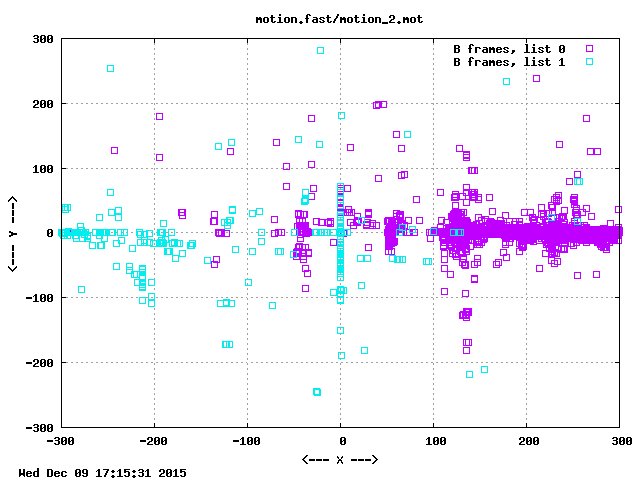 motion.fast/motion_2.mot
B frames, list 0
B frames, list 1
300
200
100
0
-100
-200
-300
<--- Y --->
-300 -200 -100 0 100 200 300
<--- X --->
Wed Dec 09 17:15:31 2015